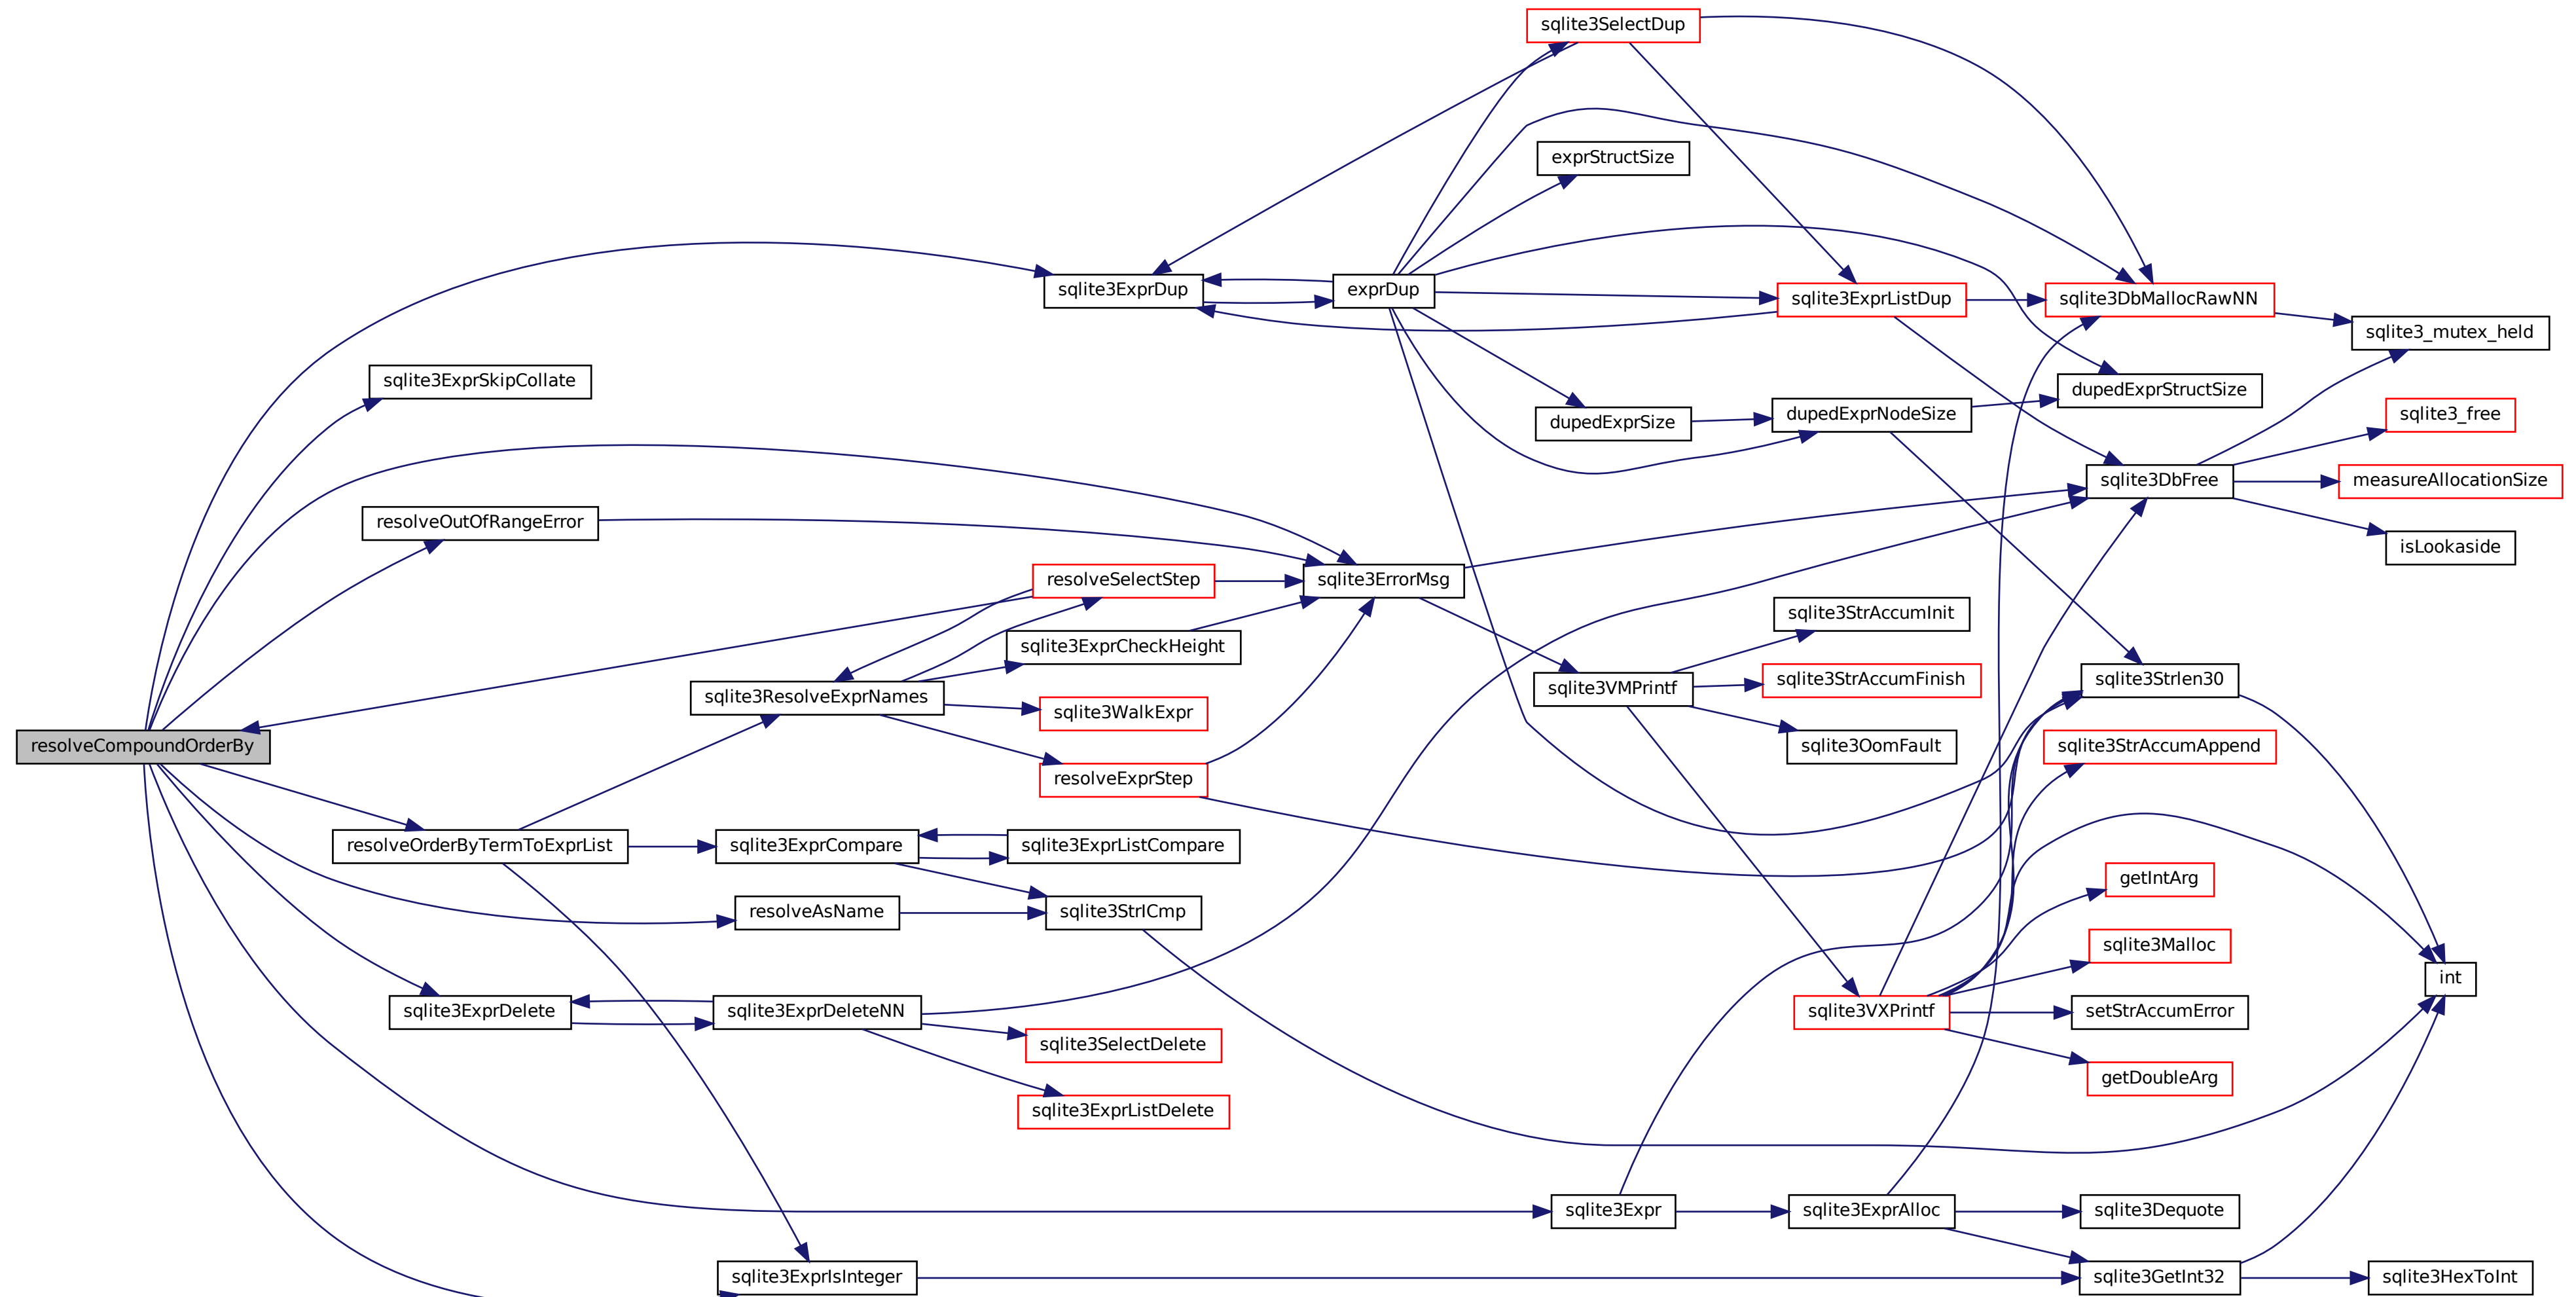 sqlite3SelectDup
exprStructSize
sqlite3ExprDup
exprDup
sqlite3ExprListDup
sqlite3DbMallocRawNN
sqlite3_mutex_held
sqlite3ExprSkipCollate
dupedExprStructSize
dupedExprSize
dupedExprNodeSize
sqlite3_free
sqlite3DbFree
measureAllocationSize
resolveOutOfRangeError
isLookaside
resolveSelectStep
sqlite3ErrorMsg
sqlite3StrAccumInit
sqlite3ExprCheckHeight
sqlite3ResolveExprNames
sqlite3VMPrintf
sqlite3StrAccumFinish
sqlite3Strlen30
sqlite3WalkExpr
resolveCompoundOrderBy
sqlite3OomFault
sqlite3StrAccumAppend
resolveExprStep
resolveOrderByTermToExprList
sqlite3ExprCompare
sqlite3ExprListCompare
getIntArg
resolveAsName
sqlite3StrICmp
sqlite3Malloc
int
sqlite3ExprDelete
sqlite3ExprDeleteNN
sqlite3VXPrintf
setStrAccumError
sqlite3SelectDelete
getDoubleArg
sqlite3ExprListDelete
sqlite3Expr
sqlite3ExprAlloc
sqlite3Dequote
sqlite3ExprIsInteger
sqlite3GetInt32
sqlite3HexToInt